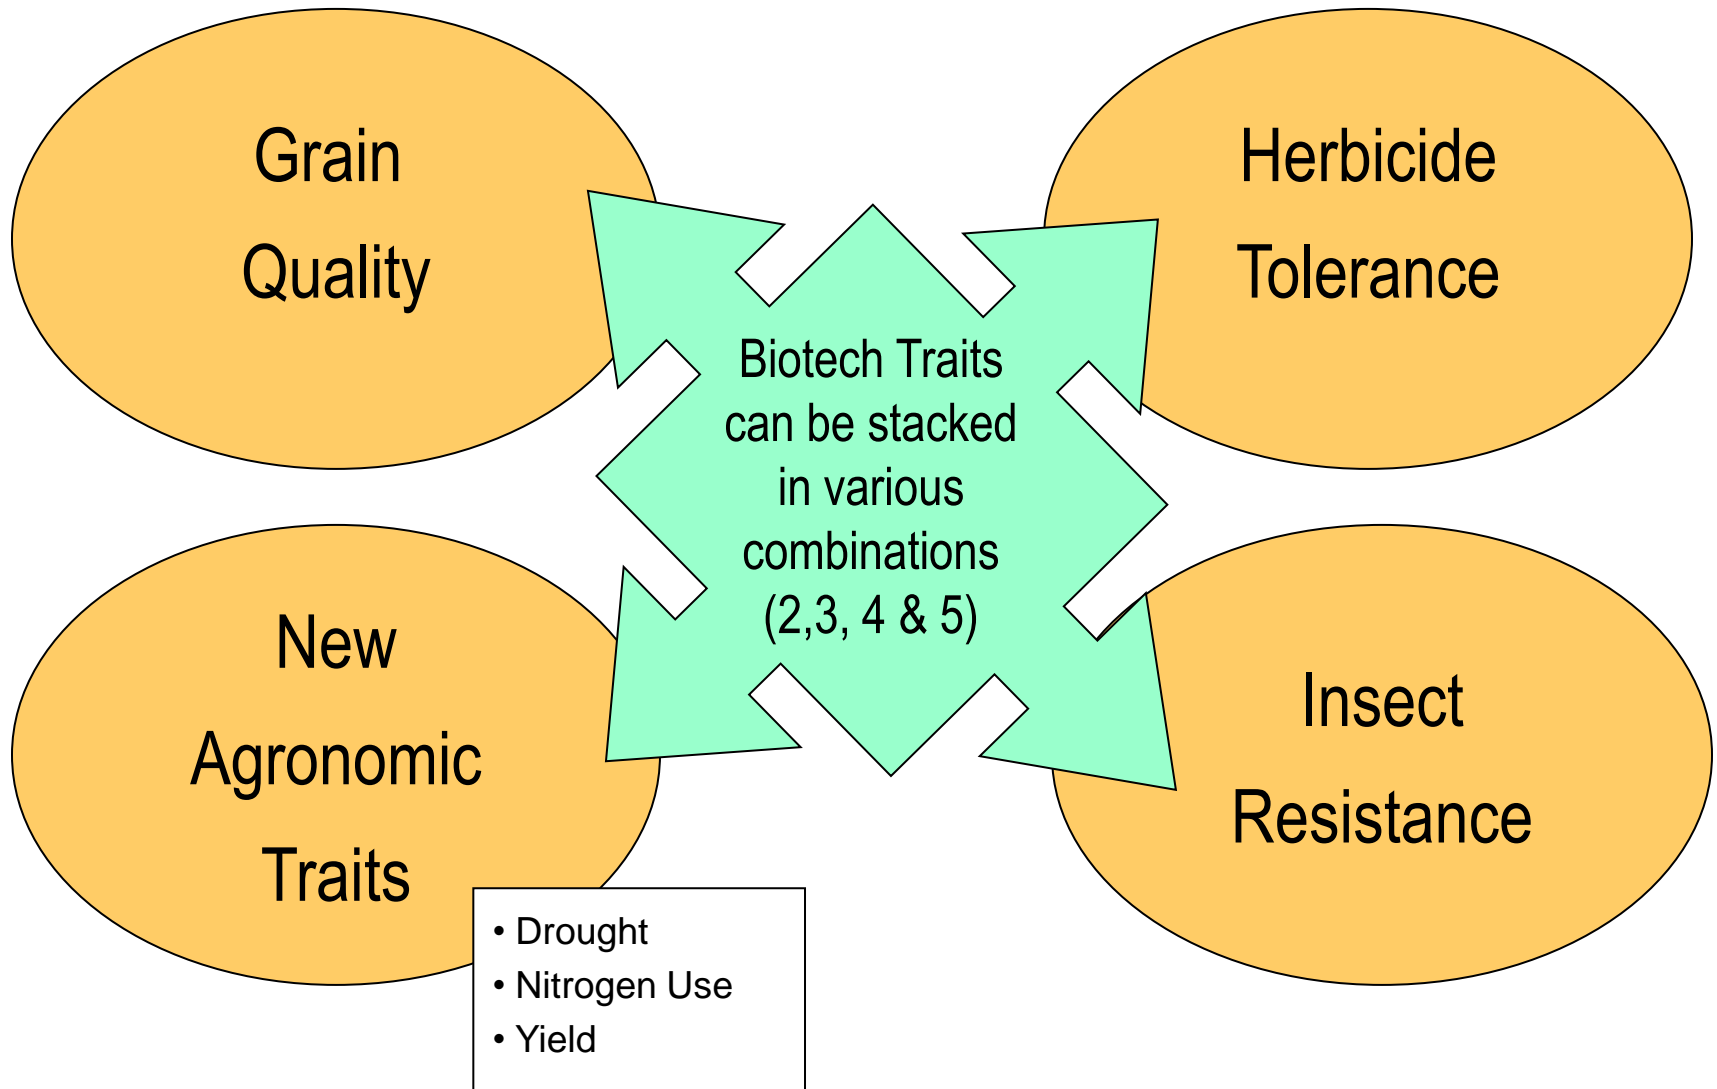 Grain
Quality
Herbicide
Tolerance
Biotech Traits
can be stacked
in various
combinations
(2,3, 4 & 5)
New
Agronomic
Traits
Insect
Resistance
• Drought
• Nitrogen Use
• Yield